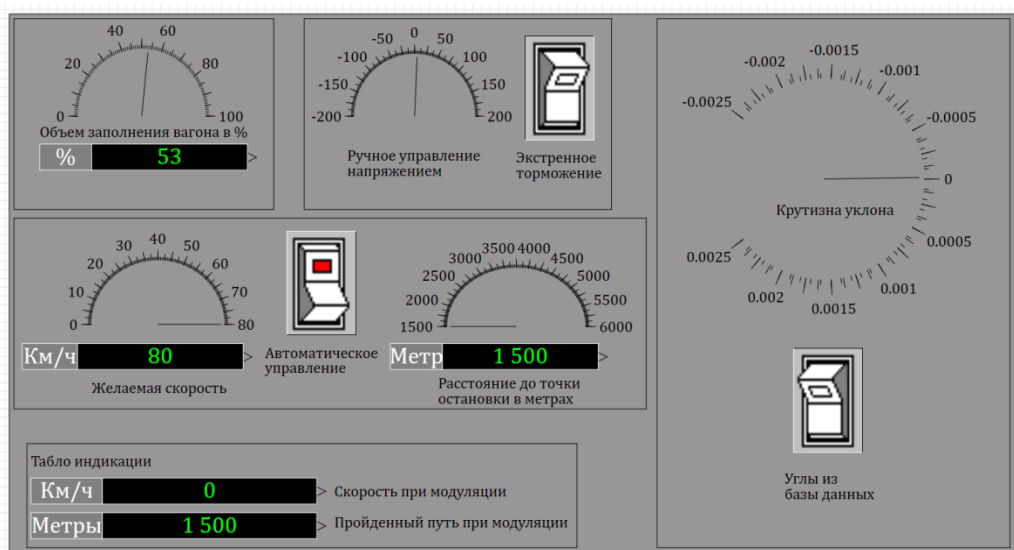 40 60
20 80
0 100
Объем заполнения вагона в %
% 53
-50 0 50
-100 100
-150 150
-200 200
Ручное управление
напряжением
Экстренное
торможение
30 40 50
20 60
10 70
0 80
Км/ч 80
Желаемая скорость
Автоматическое
управление
3500 4000
3000 4500
2500 5000
2000 5500
1500 6000
Метр 1 500
Расстояние до точки
остановки в метрах
-0.002 -0.0015 -0.001
-0.0025 -0.0005
0
Крутизна уклона
0.0025 0.0005
0.002 0.0015 0.001
Углы из
базы данных
Табло индикации
Км/ч 0 Скорость при модуляции
Метры 1 500 Пройденный путь при модуляции